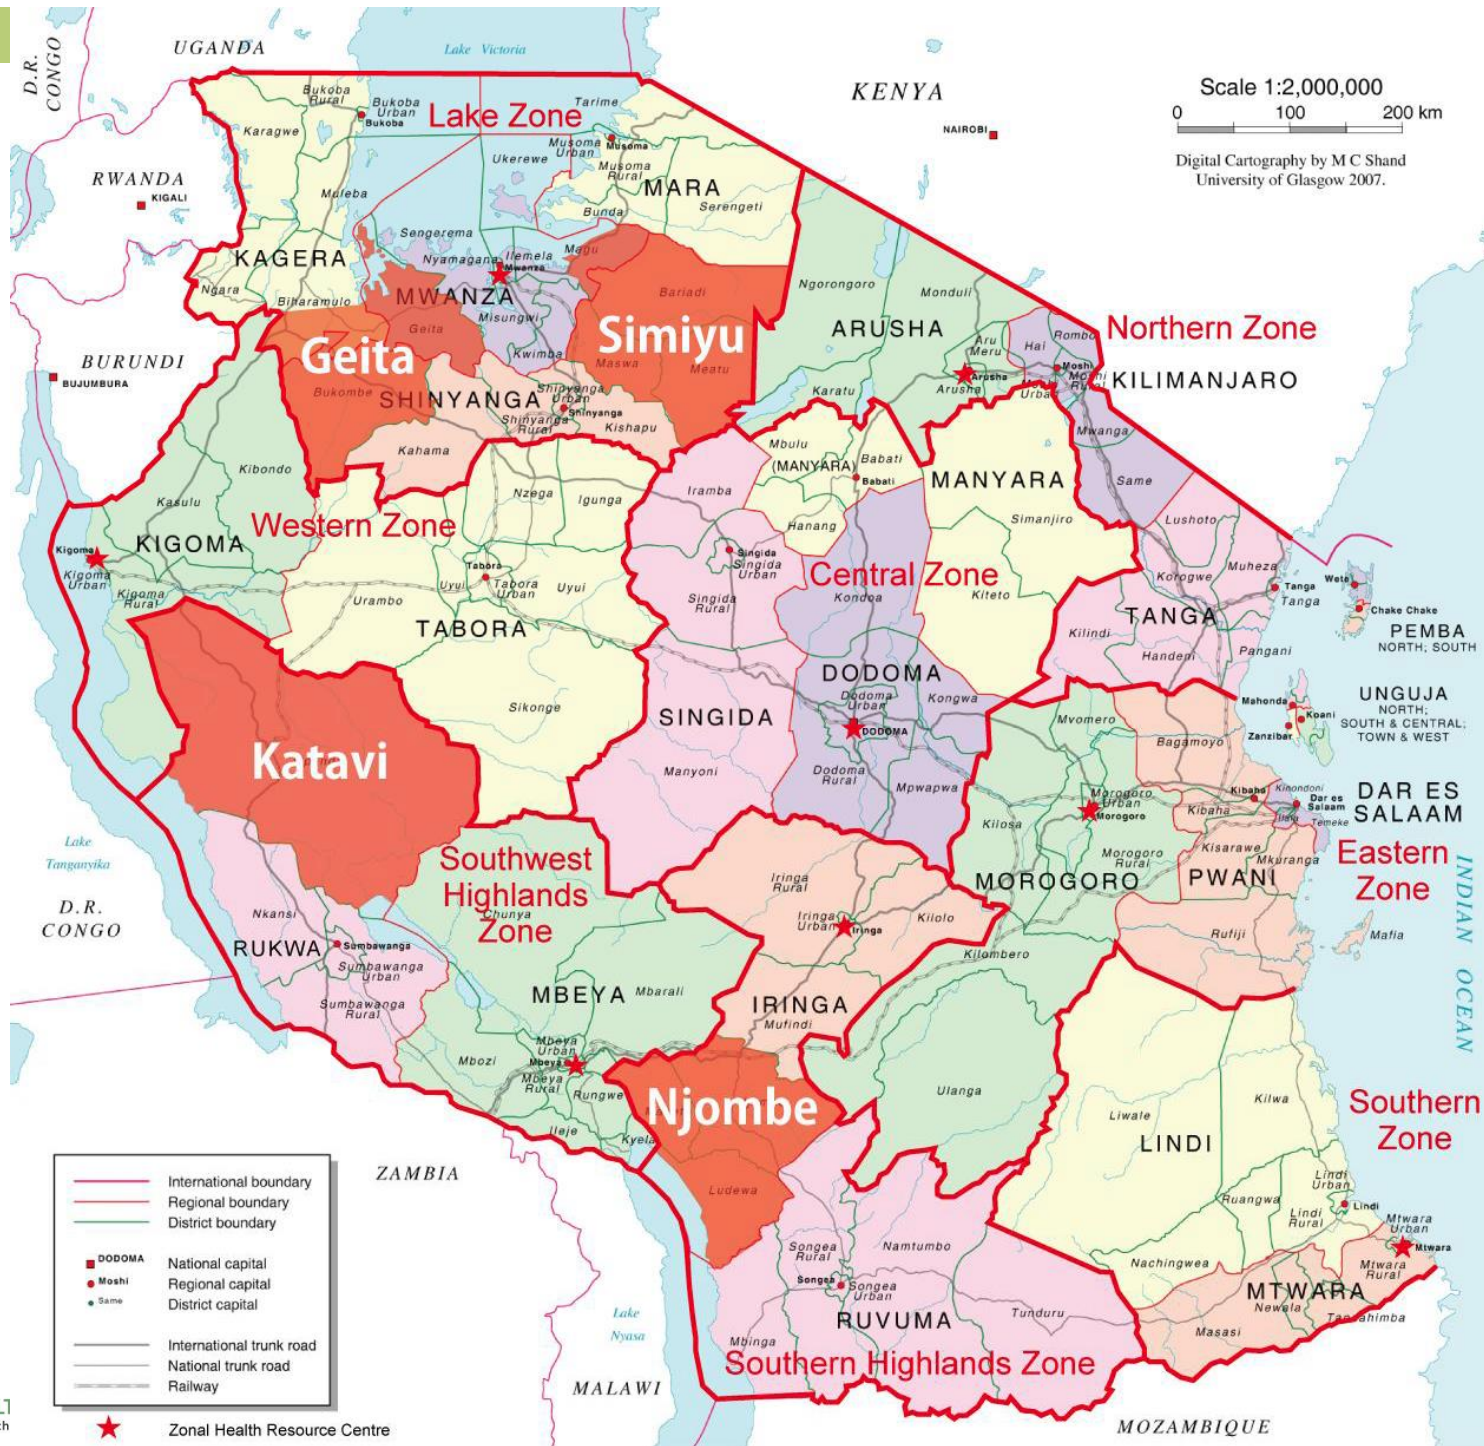 UGANDA
D.R.
CONGO
Lake Victoria
KENYA
Scale 1:2,000,000
0 100 200 km
Digital Cartography by M C Shand
University of Glasgow 2007.
NAIROBI
RWANDA
KIGALI
BURUNDI
BUJUMBURA
Lake Zone
Bukoba
Rural
Bukoba
Urban
Bukoba
Karagwe
Muleba
KAGERA
Ngara
Biharamulo
Tarime
Musoma
Urban
Musoma
Musoma
Rural
Ukerewe
MARA
Serengeti
Bunda
Sengerema
Nyamagana
Ilemela
Mwanza
Magu
MWANZA
Misungwi
Kwimba
Geita
Geita
Bukombe
Simiyu
Bariadi
Maswa
Meatu
SHINYANGA
Shinyanga
Urban
Shinyanga
Shinyanga
Rural
Kishapu
Kahama
Ngorongoro
Monduli
ARUSHA
Aru
Meru
Arusha
Arusha
Karatu
Northern Zone
Hai
Rombo
Moshi
Moshi
Rural
Moshi
Urban
KILIMANJARO
Mwanga
Same
Mbulu
(MANYARA)
Babati
Babati
Hanang
MANYARA
Simanjiro
Kiteto
Kibondo
Kasulu
KIGOMA
Kigoma
Kigoma
Urban
Kigoma
Rural
Western Zone
Nzega
Igunga
Tabora
Tabora
Urban
Uyui
Uyui
Urambo
TABORA
Sikonge
Iramba
Singida
Singida
Urban
Singida
Rural
SINGIDA
Manyoni
Central Zone
Kondoa
DODOMA
Dodoma
Urban
DODOMA
Kongwa
Dodoma
Rural
Mpwapwa
Lushoto
Korogwe
Muheza
Tanga
Tanga
TANGA
Kilindi
Handeni
Pangani
Wete
Chake Chake
PEMBA
NORTH; SOUTH
Mahonda
Koani
Zanzibar
UNGUJA
NORTH;
SOUTH & CENTRAL;
TOWN & WEST
Katavi
Mvomero
Morogoro
Urban
Morogoro
Kilosa
Morogoro
Rural
MOROGORO
Kilombero
Ulanga
Bagamoyo
Kibaha
Kibaha
Kinondoni
Dar es
Salaam
Ilala
Temeke
DAR ES
SALAAM
Kisarawe
Mkuranga
PWANI
Rufiji
Mafia
Eastern
Zone
INDIAN OCEAN
Lake
Tanganyika
D.R.
CONGO
Nkansi
RUKWA
Sumbawanga
Sumbawanga
Urban
Sumbawanga
Rural
Southwest
Highlands
Zone
Chunya
MBEYA
Mbarali
Mbozi
Mbeya
Urban
Mbeya
Mbeya
Rural
Rungwe
Ileje
Kyela
Iringa
Rural
Iringa
Urban
Iringa
Kilolo
IRINGA
Mufindi
Njombe
Ludewa
Southern
Zone
Liwale
Kilwa
LINDI
Lindi
Urban
Lindi
Lindi
Rural
Ruangwa
Nachingwea
Mtwara
Urban
Mtwara
Mtwara
Rural
MTWARA
Newala
Tandahimba
Masasi
Songea
Rural
Songea
Songea
Urban
Namtumbo
Tunduru
RUVUMA
Mbinga
Southern Highlands Zone
ZAMBIA
Lake
Nyasa
MALAWI
MOZAMBIQUE
International boundary
Regional boundary
District boundary
DODOMA National capital
Moshi Regional capital
Same District capital
International trunk road
National trunk road
Railway
Zonal Health Resource Centre